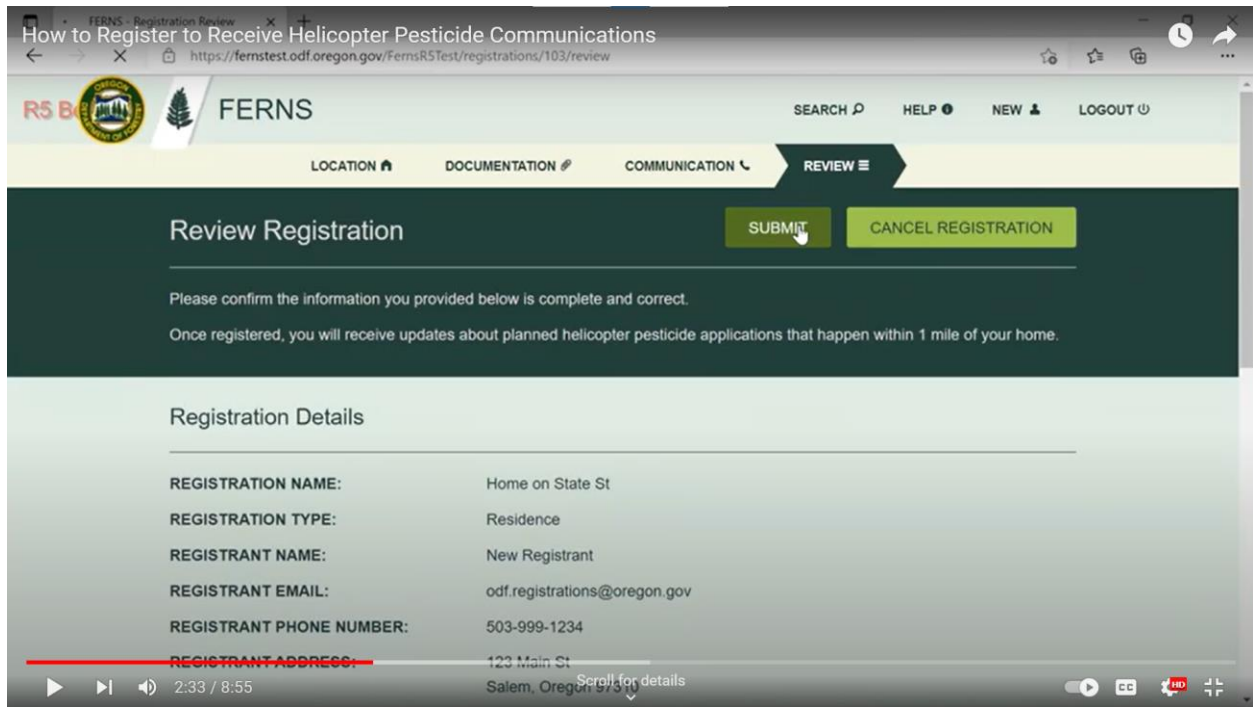 FERNS - Registration Review
How to Register to Receive Helicopter Pesticide Communications
https://fernstest.odf.oregon.gov/FernsR5Test/registrations/103/review
R5 B
FERNS
SEARCH HELP NEW LOGOUT
LOCATION DOCUMENTATION COMMUNICATION REVIEW
Review Registration SUBMIT CANCEL REGISTRATION
Please confirm the information you provided below is complete and correct.
Once registered, you will receive updates about planned helicopter pesticide applications that happen within 1 mile of your home.
Registration Details
REGISTRATION NAME: Home on State St
REGISTRATION TYPE: Residence
REGISTRANT NAME: New Registrant
REGISTRANT EMAIL: odf.registrations@oregon.gov
REGISTRANT PHONE NUMBER: 503-999-1234
REGISTRANT ADDRESS: 123 Main St
Salem, Oregon 97310
Scroll for details
2:33 / 8:55 CC HD